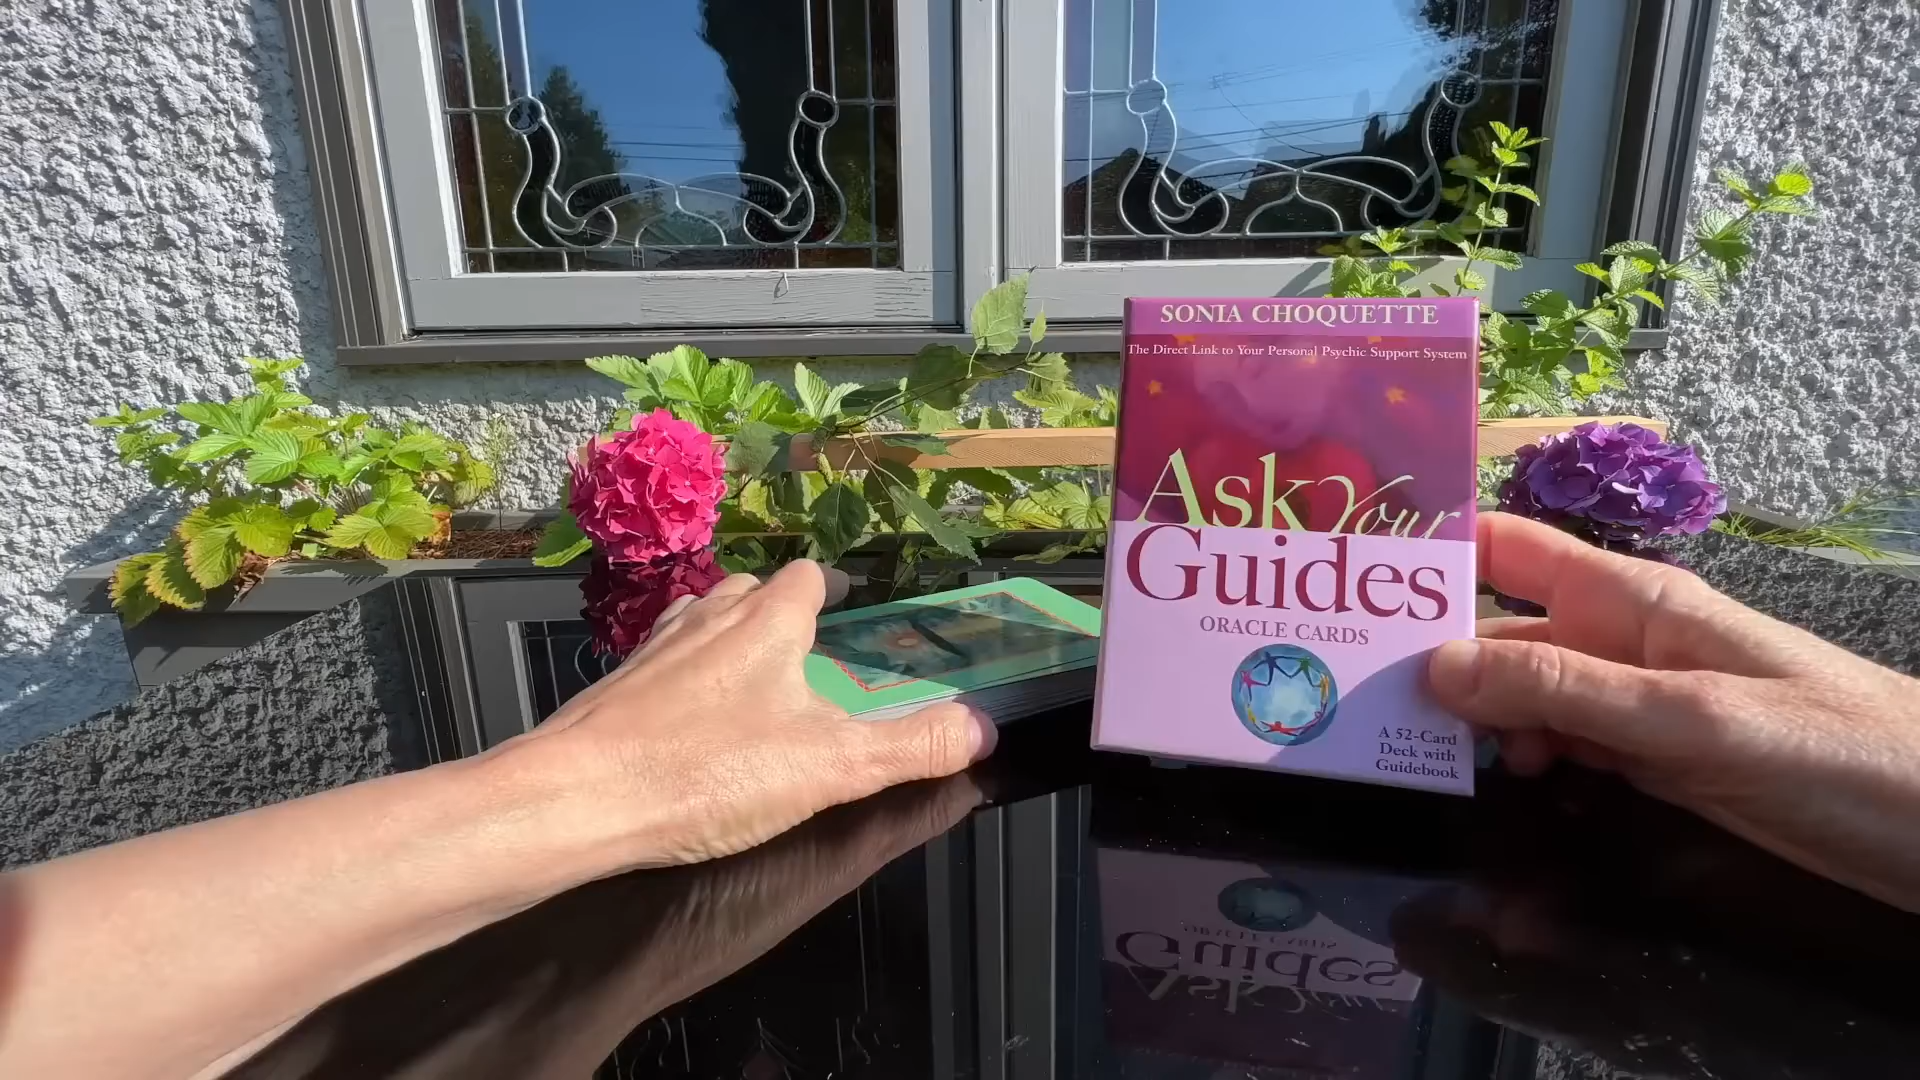 SONIA CHOQUETTE
The Direct Link to Your Personal Psychic Support System
Ask Your
Guides
ORACLE CARDS
A 52-Card
Deck with
Guidebook